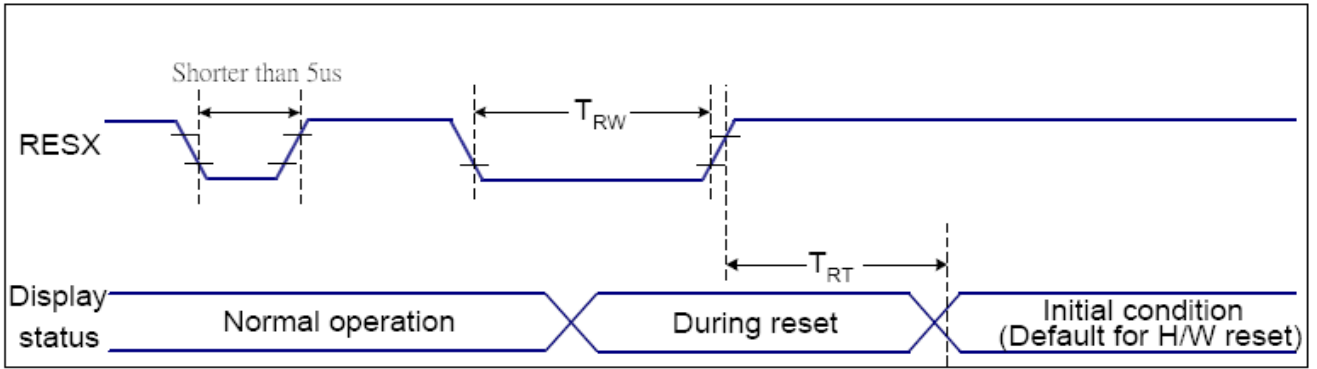 Shorter than 5us
RESX
TRW
TRT
Display
status
Normal operation
During reset
Initial condition
(Default for H/W reset)